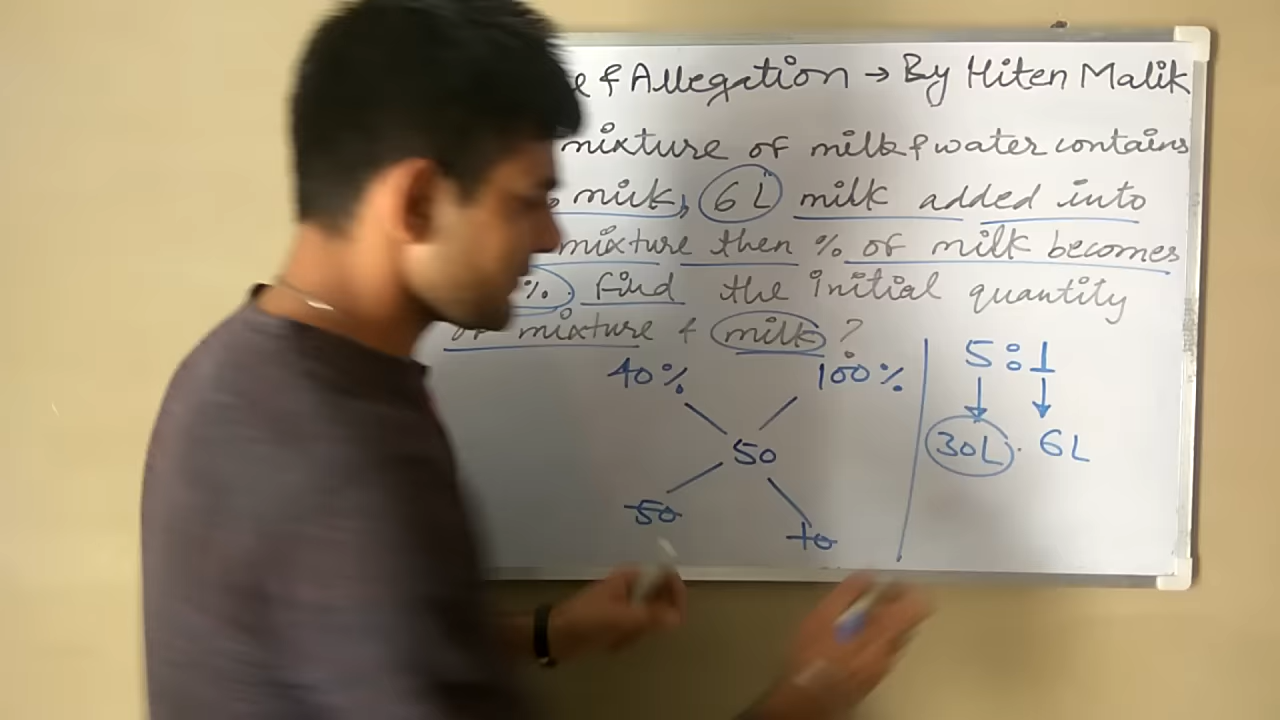 & Allegation → By Hiten Malik
mixture of milk & water contains
milk, 6 L milk added into
mixture then % of milk becomes
%. find the initial quantity
of mixture & milk ?
40% 100%
50
50 10
5 : 1
30L. 6L